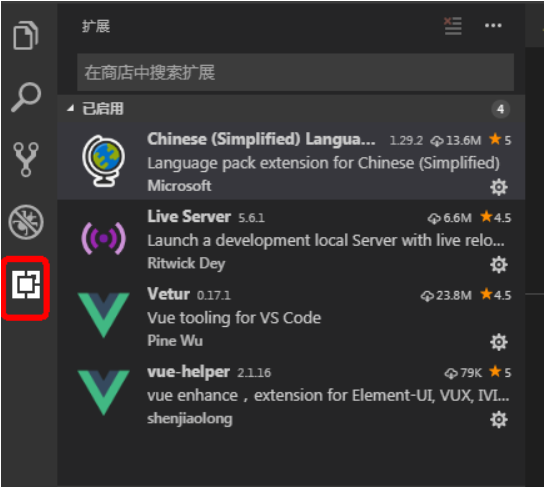 扩展
在商店中搜索扩展
已启用 4
Chinese (Simplified) Langua... 1.29.2 13.6M 5
Language pack extension for Chinese (Simplified)
Microsoft
Live Server 5.6.1 6.6M 4.5
Launch a development local Server with live relo...
Ritwick Dey
Vetur 0.17.1 23.8M 4.5
Vue tooling for VS Code
Pine Wu
vue-helper 2.1.16 79K 5
vue enhance，extension for Element-UI, VUX, IVI...
shenjiaolong